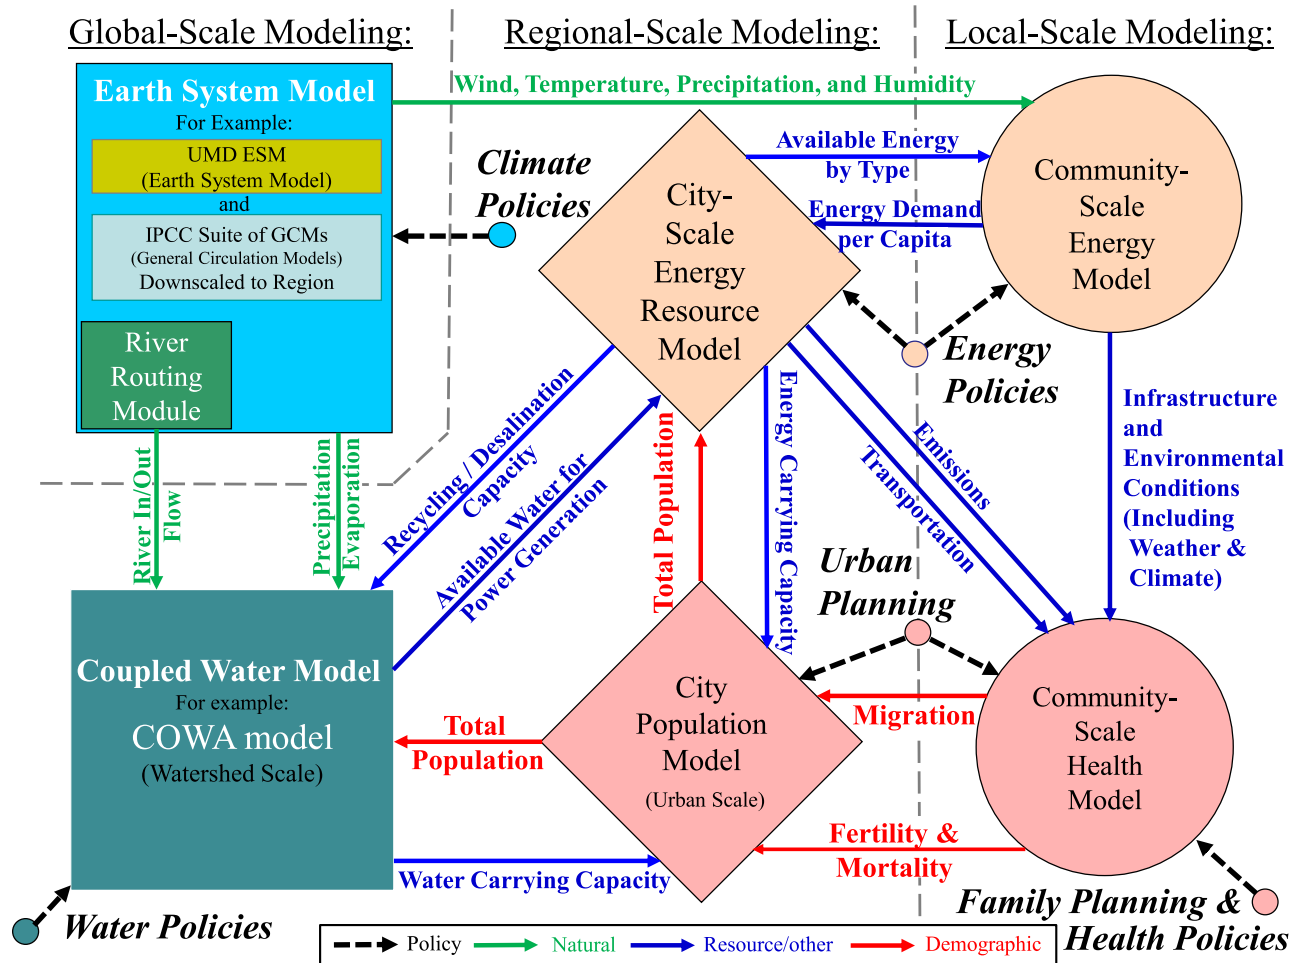 Global-Scale Modeling:
Regional-Scale Modeling:
Local-Scale Modeling:
Earth System Model
For Example:
UMD ESM
(Earth System Model)
and
IPCC Suite of GCMs
(General Circulation Models)
Downscaled to Region
River
Routing
Module
Wind, Temperature, Precipitation, and Humidity
Climate
Policies
City-
Scale
Energy
Resource
Model
Available Energy
by Type
Energy Demand
per Capita
Community-
Scale
Energy
Model
Energy
Policies
River In/Out
Flow
Precipitation
Evaporation
Recycling / Desalination
Capacity
Available Water for
Power Generation
Total Population
Energy Carrying Capacity
Emissions
Transportation
Infrastructure
and
Environmental
Conditions
(Including
Weather &
Climate)
Urban
Planning
Coupled Water Model
For example:
COWA model
(Watershed Scale)
Total
Population
City
Population
Model
(Urban Scale)
Migration
Community-
Scale
Health
Model
Fertility &
Mortality
Water Carrying Capacity
Water Policies
Family Planning &
Health Policies
Policy
Natural
Resource/other
Demographic